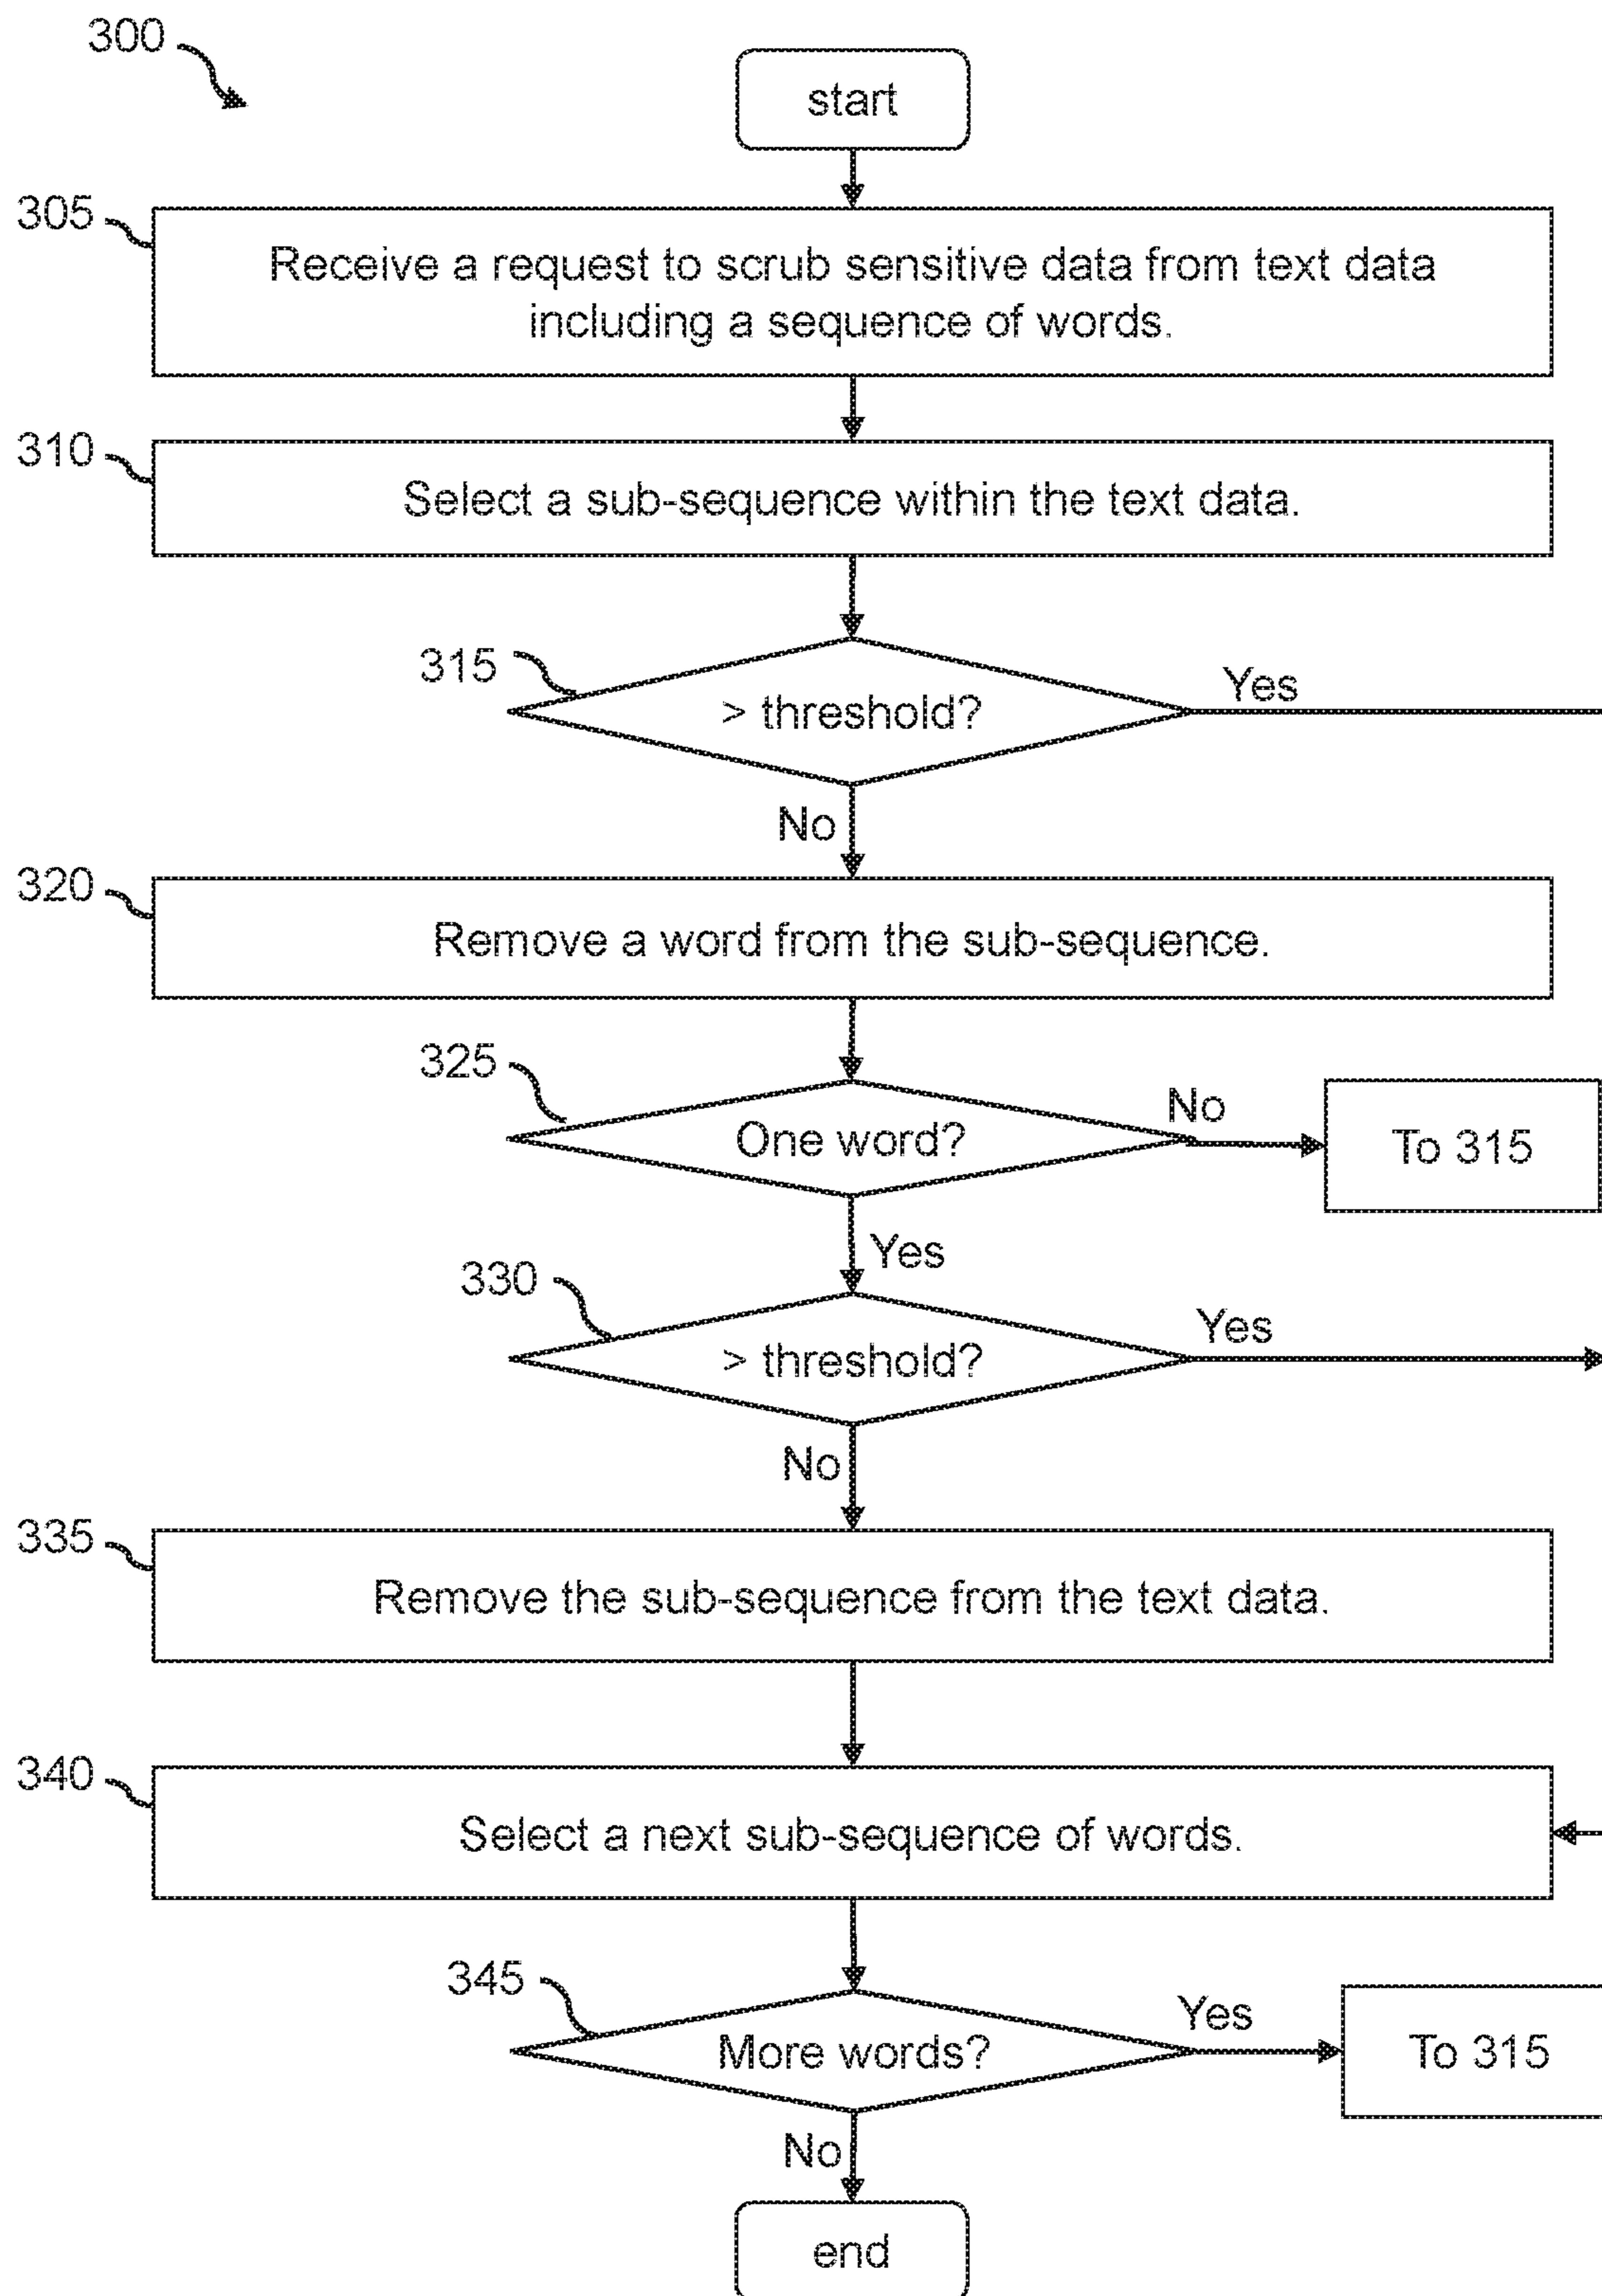 300
start
305
Receive a request to scrub sensitive data from text data
including a sequence of words.
310
Select a sub-sequence within the text data.
315
> threshold?
Yes
No
320
Remove a word from the sub-sequence.
325
One word?
No
To 315
Yes
330
> threshold?
Yes
No
335
Remove the sub-sequence from the text data.
340
Select a next sub-sequence of words.
345
More words?
Yes
To 315
No
end